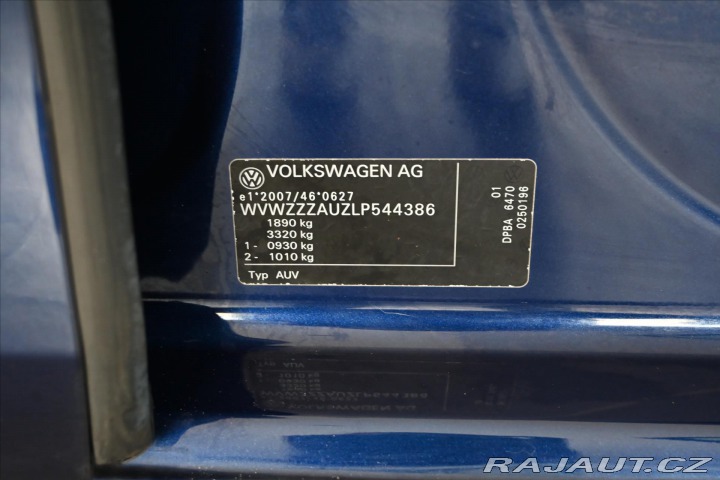 VOLKSWAGEN AG
e1*2007/46*0627
WVWZZZAUZLP544386
1890 kg
3320 kg
1 - 0930 kg
2 - 1010 kg
Typ AUV
01
DPBA 6470
0250196
RAJAUT.CZ